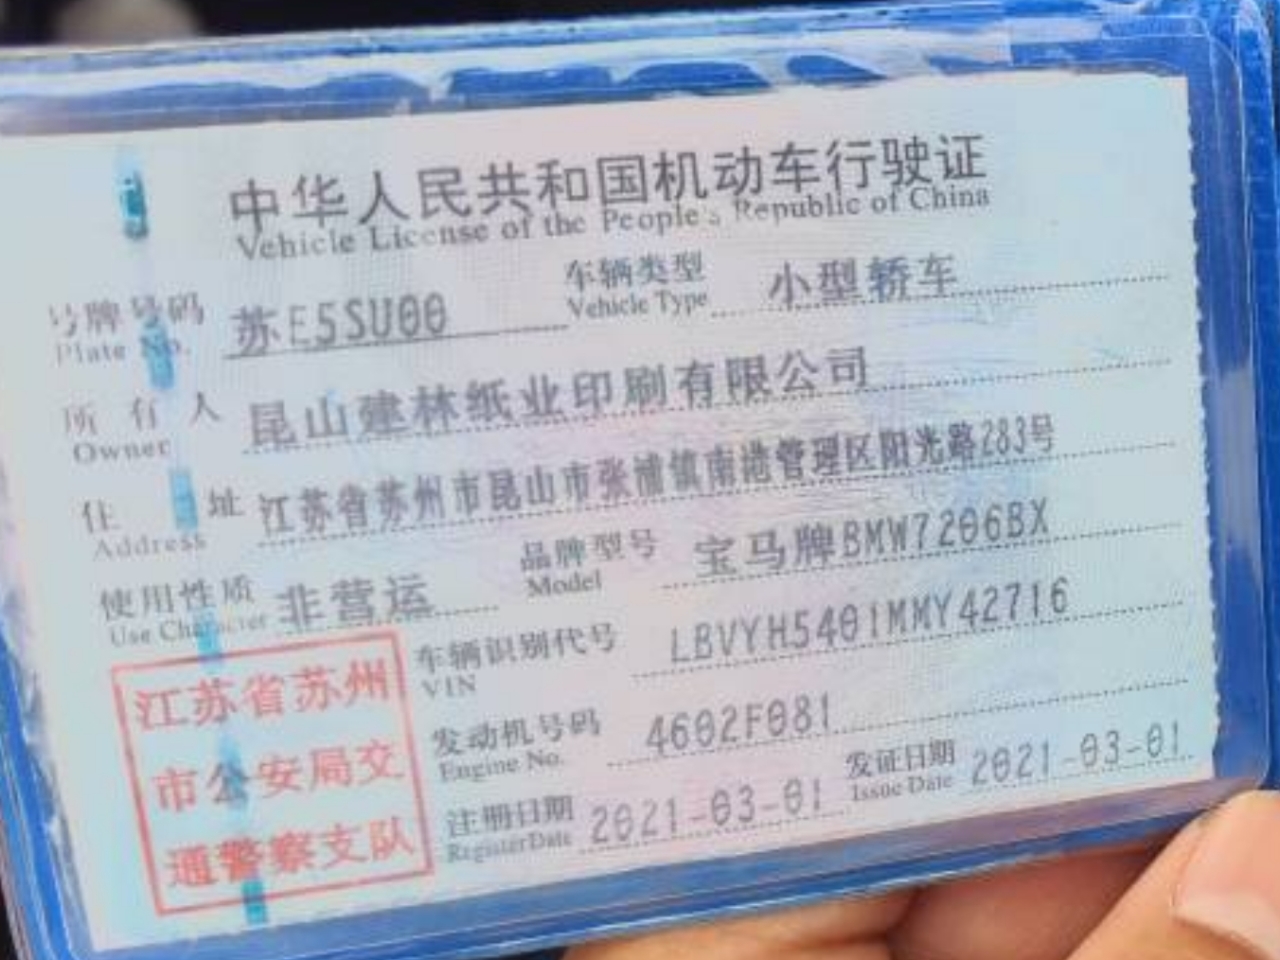 中华人民共和国机动车行驶证
Vehicle License of the People's Republic of China
号牌号码 苏E5SU00 车辆类型 小型轿车
Plate No. Vehicle Type
所有人 昆山建林纸业印刷有限公司
Owner
住址 江苏省苏州市昆山市张浦镇南港管理区阳光路283号
Address
使用性质 非营运 品牌型号 宝马牌BMW7206BX
Use Character Model
车辆识别代号 LBVYH5401MMY42716
VIN
发动机号码 4602F081
Engine No.
注册日期 2021-03-01 发证日期 2021-03-01
Register Date Issue Date
江苏省苏州
市公安局交
通警察支队